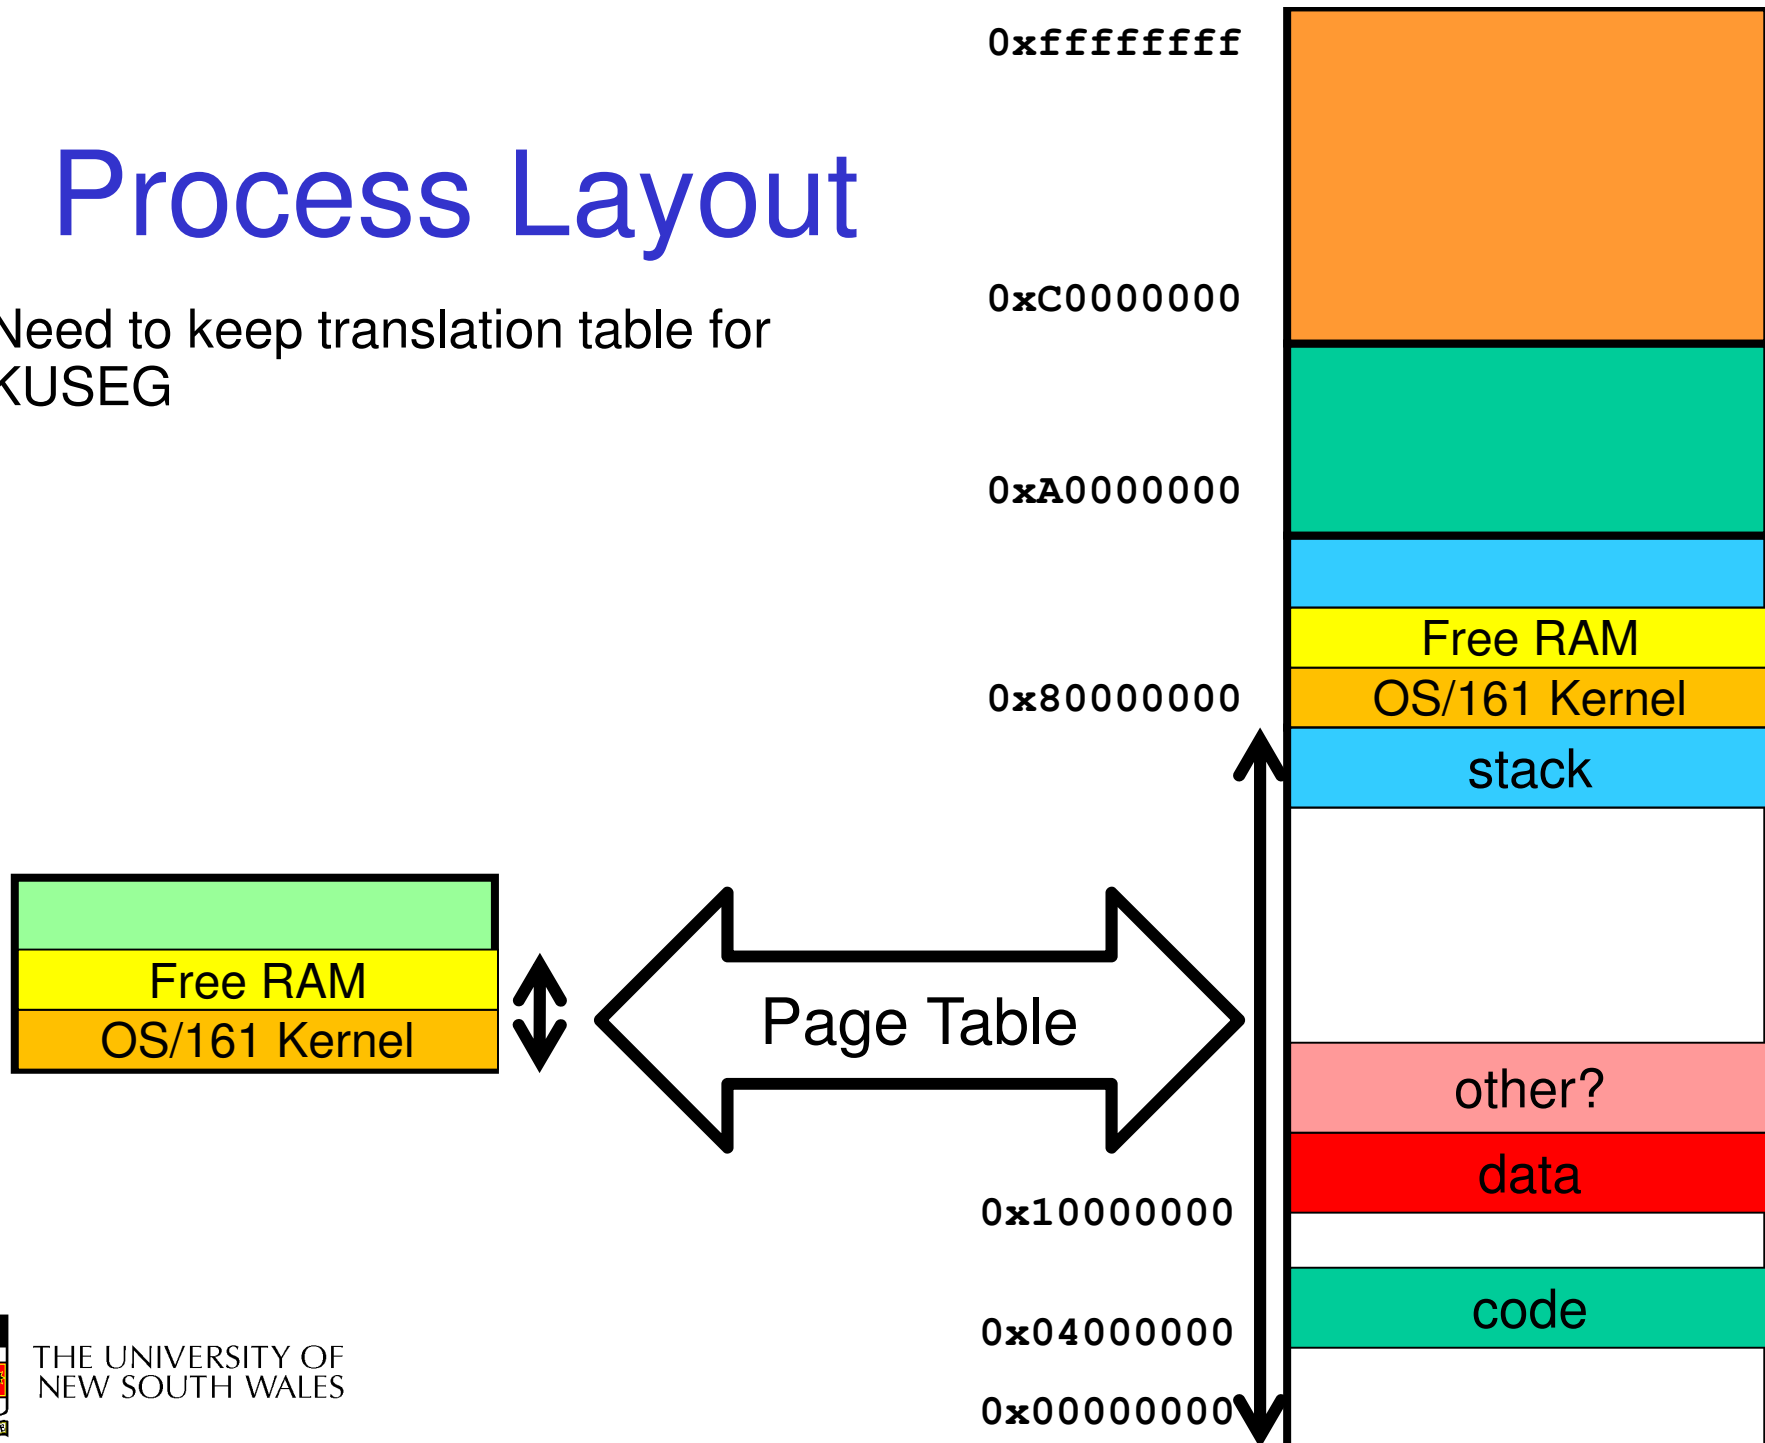 Process Layout
Need to keep translation table for
KUSEG
0xffffffff
0xC0000000
0xA0000000
0x80000000
Free RAM
OS/161 Kernel
stack
Free RAM
OS/161 Kernel
Page Table
other?
data
0x10000000
code
0x04000000
0x00000000
THE UNIVERSITY OF
NEW SOUTH WALES